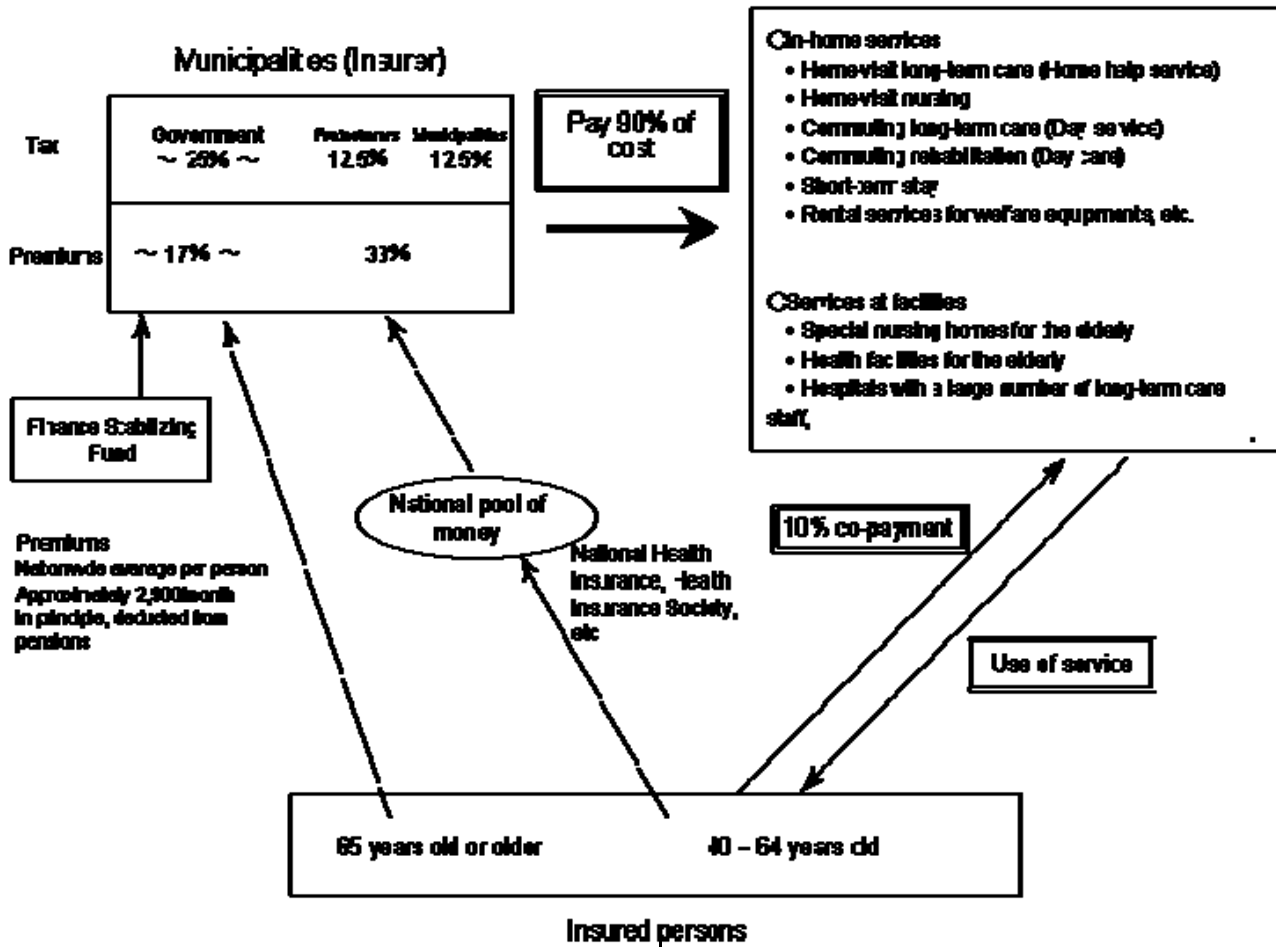 Municipalities (Insurer)
Tax
Government
～ 25% ～
Prefectures
12.5%
Municipalities
12.5%
Premiums
～ 17% ～
33%
Pay 90% of
cost
○In-home services
• Home-visit long-term care (Home help service)
• Home-visit nursing
• Commuting long-term care (Day service)
• Commuting rehabilitation (Day care)
• Short-term stay
• Rental services for welfare equipments, etc.
○Services at facilities
• Special nursing homes for the elderly
• Health facilities for the elderly
• Hospitals with a large number of long-term care
staff,
.
Finance Stabilizing
Fund
National pool of
money
10% co-payment
Premiums
Nationwide average per person
Approximately 2,900/month
In principle, deducted from
pensions
National Health
Insurance, Health
Insurance Society,
etc
Use of service
65 years old or older
40 – 64 years old
Insured persons